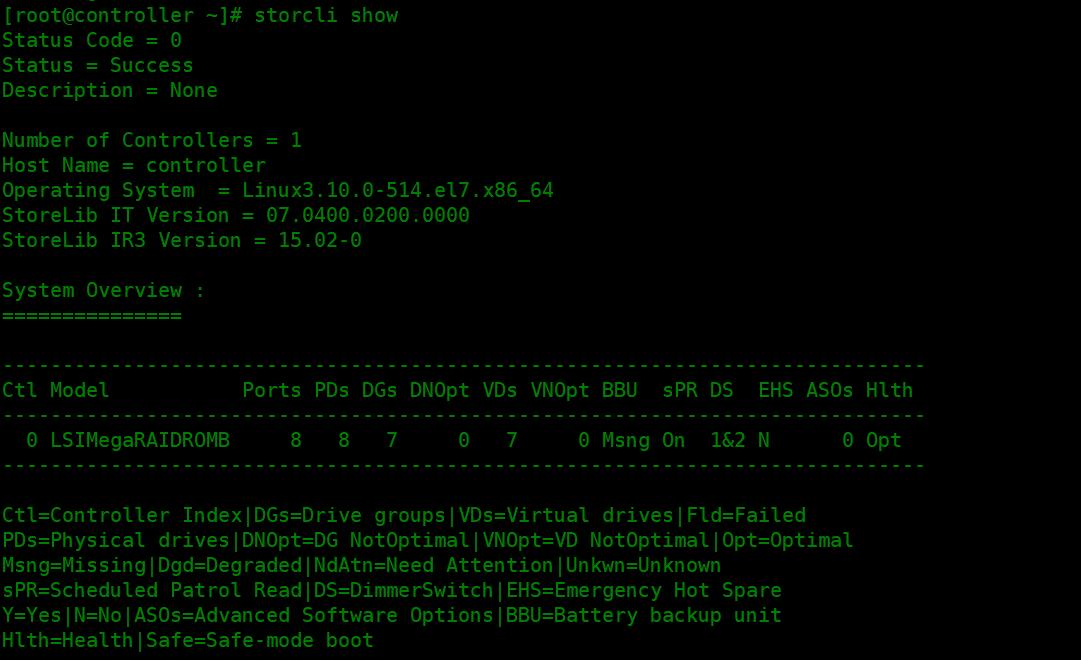 [root@controller ~]# storcli show
Status Code = 0
Status = Success
Description = None
Number of Controllers = 1
Host Name = controller
Operating System  = Linux3.10.0-514.el7.x86_64
StoreLib IT Version = 07.0400.0200.0000
StoreLib IR3 Version = 15.02-0
System Overview :
===============
-----------------------------------------------------------------------------
Ctl Model           Ports PDs DGs DNOpt VDs VNOpt BBU  sPR DS  EHS ASOs Hlth
-----------------------------------------------------------------------------
  0 LSIMegaRAIDROMB     8   8   7     0   7     0 Msng On  1&2 N      0 Opt
-----------------------------------------------------------------------------
Ctl=Controller Index|DGs=Drive groups|VDs=Virtual drives|Fld=Failed
PDs=Physical drives|DNOpt=DG NotOptimal|VNOpt=VD NotOptimal|Opt=Optimal
Msng=Missing|Dgd=Degraded|NdAtn=Need Attention|Unkwn=Unknown
sPR=Scheduled Patrol Read|DS=DimmerSwitch|EHS=Emergency Hot Spare
Y=Yes|N=No|ASOs=Advanced Software Options|BBU=Battery backup unit
Hlth=Health|Safe=Safe-mode boot